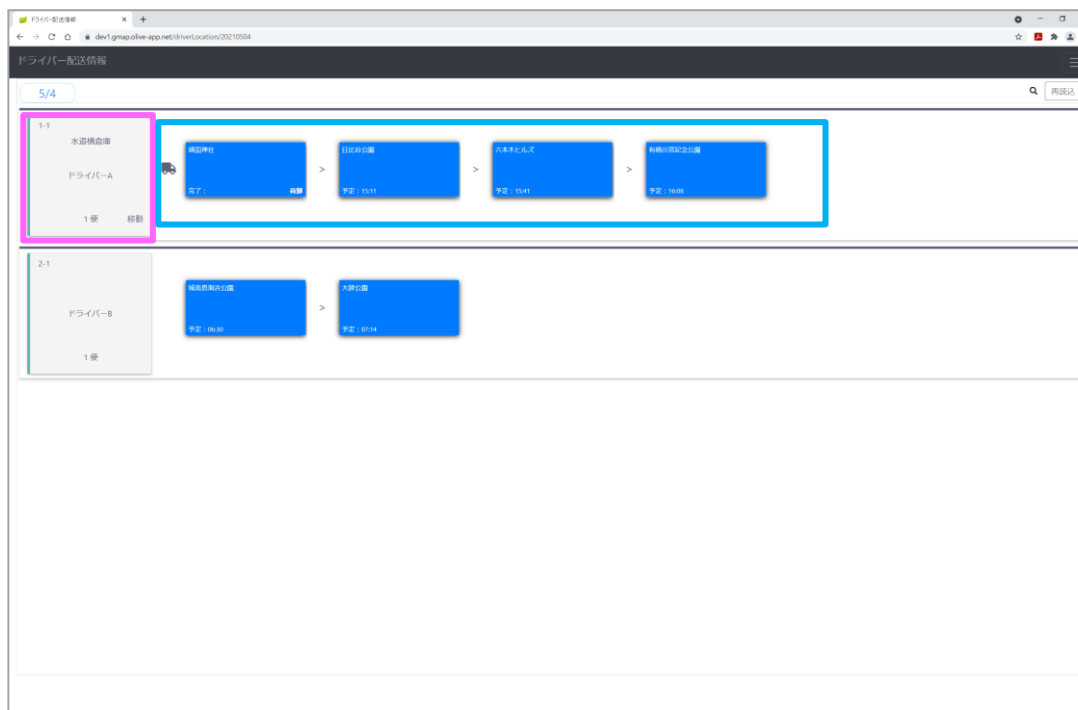 ドライバー配送情報
dev1.gmap.olive-app.net/driverLocation/20210504
ドライバー配送情報
5/4
再読込
1-1
水道橋倉庫
ドライバーA
1 便 移動
靖国神社
完了： 荷卸
>
日比谷公園
予定：15:11
>
六本木ヒルズ
予定：15:41
>
有栖川宮記念公園
予定：16:08
2-1
ドライバーB
1 便
城南島海浜公園
予定：06:30
>
大師公園
予定：07:14